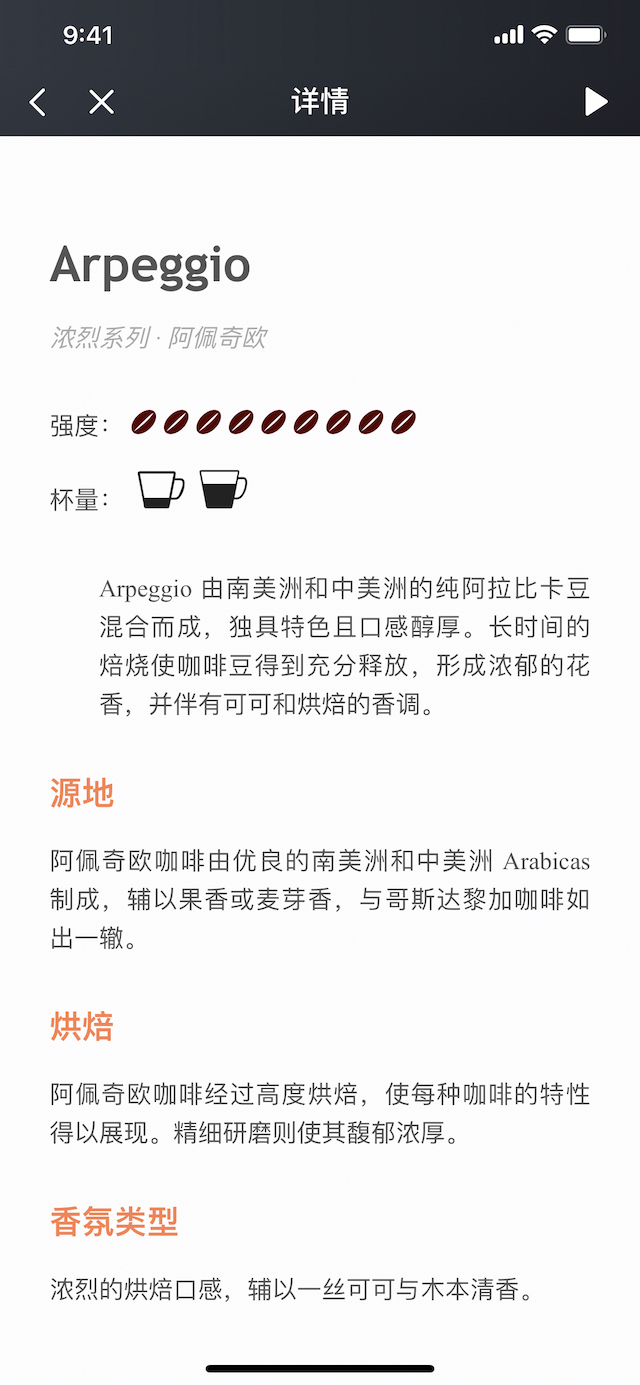 9:41
详情
Arpeggio
浓烈系列 · 阿佩奇欧
强度：
杯量：
Arpeggio 由南美洲和中美洲的纯阿拉比卡豆
混合而成，独具特色且口感醇厚。长时间的
焙烧使咖啡豆得到充分释放，形成浓郁的花
香，并伴有可可和烘焙的香调。
源地
阿佩奇欧咖啡由优良的南美洲和中美洲 Arabicas
制成，辅以果香或麦芽香，与哥斯达黎加咖啡如
出一辙。
烘焙
阿佩奇欧咖啡经过高度烘焙，使每种咖啡的特性
得以展现。精细研磨则使其馥郁浓厚。
香氛类型
浓烈的烘焙口感，辅以一丝可可与木本清香。